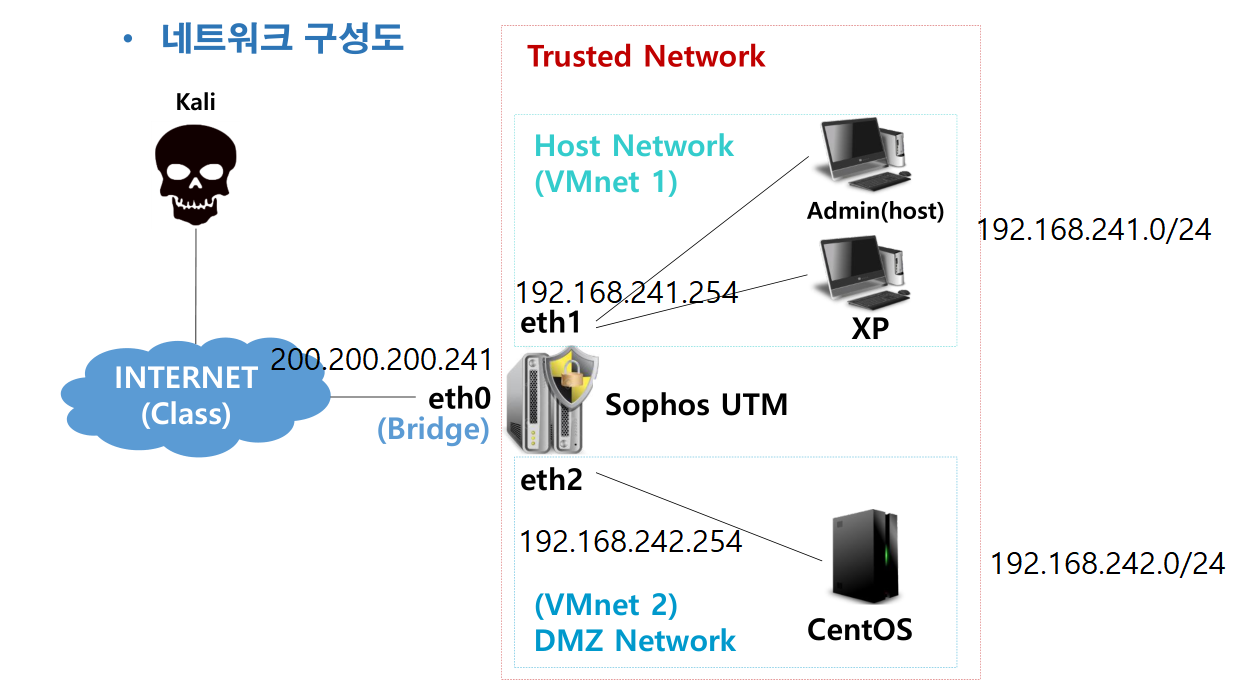 • 네트워크 구성도
Trusted Network
Kali
Host Network
(VMnet 1)
Admin(host)
192.168.241.0/24
192.168.241.254
eth1
XP
200.200.200.241
INTERNET
(Class)
eth0
(Bridge)
Sophos UTM
eth2
192.168.242.254
192.168.242.0/24
(VMnet 2)
DMZ Network
CentOS